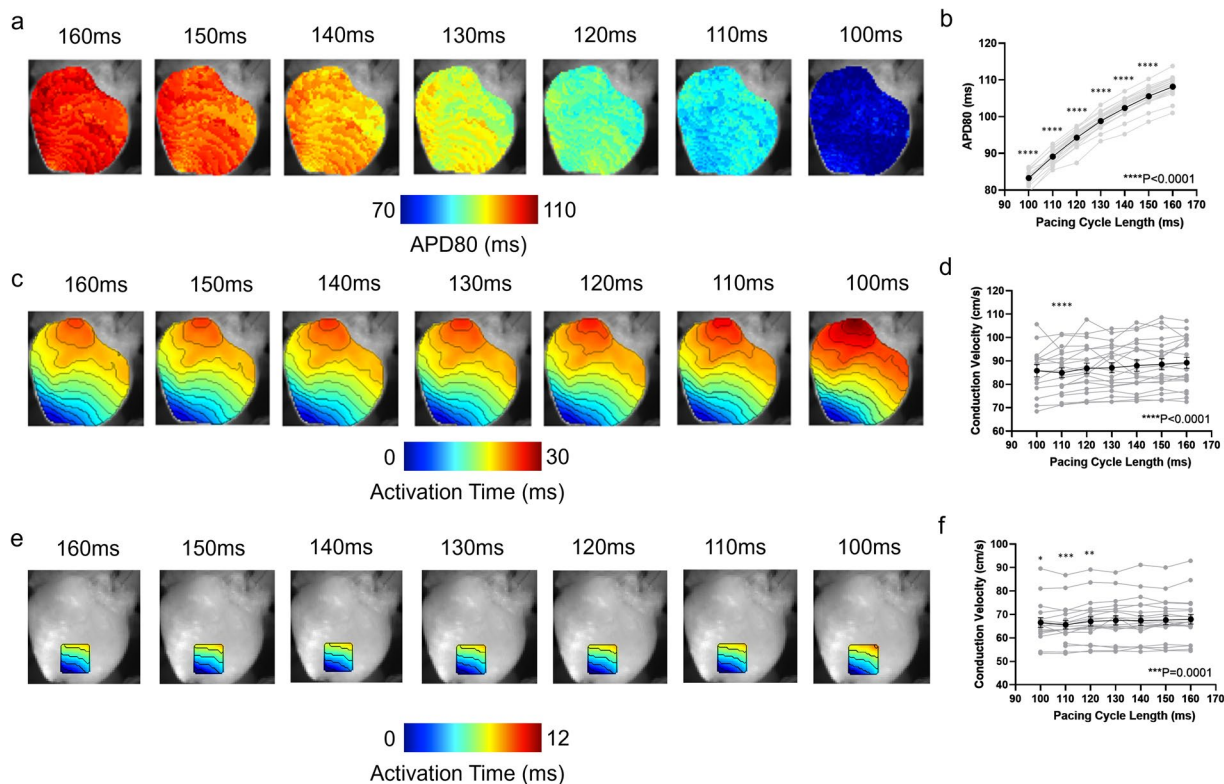 a
160ms 150ms 140ms 130ms 120ms 110ms 100ms
70 110
APD80 (ms)
b
120
110
100
90
80
APD80 (ms)
**** **** **** **** **** ****
****P<0.0001
90 100 110 120 130 140 150 160 170
Pacing Cycle Length (ms)
c
160ms 150ms 140ms 130ms 120ms 110ms 100ms
0 30
Activation Time (ms)
d
120
110
100
90
80
70
60
Conduction Velocity (cm/s)
****
****P<0.0001
90 100 110 120 130 140 150 160 170
Pacing Cycle Length (ms)
e
160ms 150ms 140ms 130ms 120ms 110ms 100ms
0 12
Activation Time (ms)
f
100
90
80
70
60
50
40
Conduction Velocity (cm/s)
* *** **
***P=0.0001
90 100 110 120 130 140 150 160 170
Pacing Cycle Length (ms)